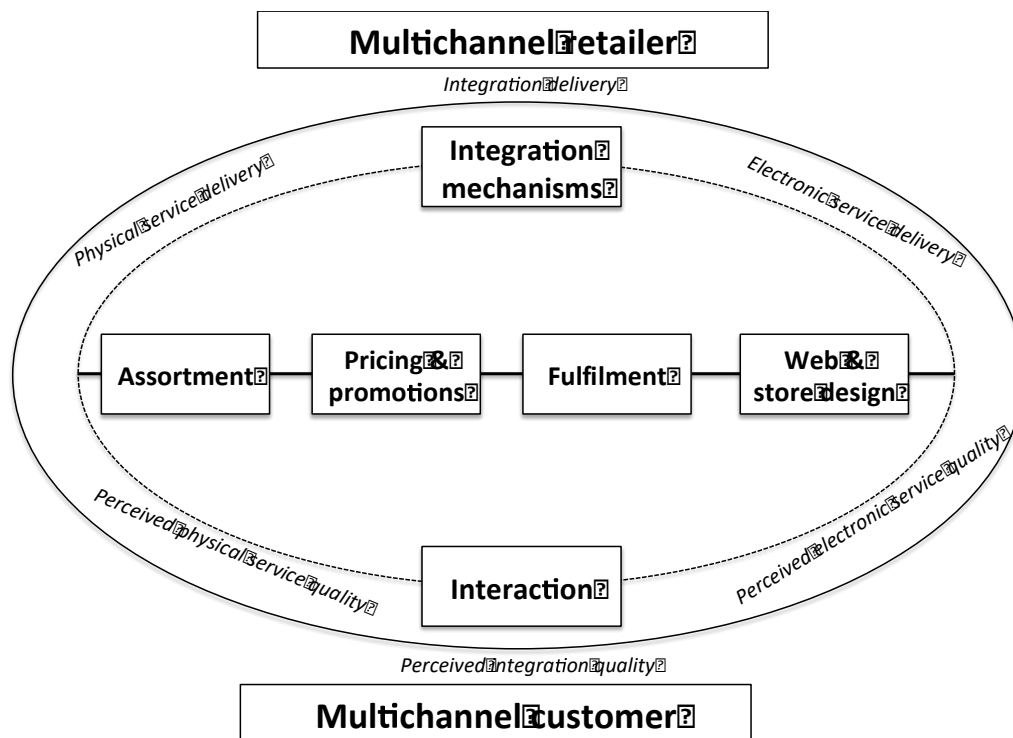 Multichannel retailer
Integration delivery
Integration
mechanisms
Physical service delivery
Electronic service delivery
Assortment
Pricing &
promotions
Fulfilment
Web &
store design
Perceived physical service quality
Perceived electronic service quality
Interaction
Perceived integration quality
Multichannel customer